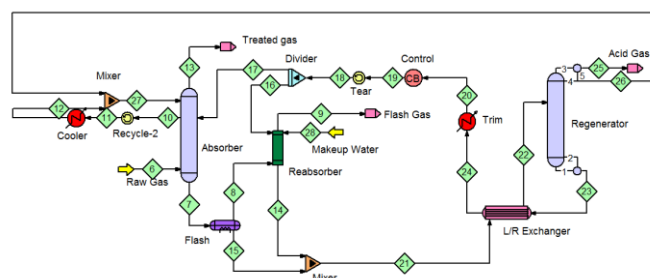 Treated gas
Divider
Control
Acid Gas
13
17
18
19
3
25
4
5
26
Mixer
16
Tear
12
27
20
9
Flash Gas
11
10
28
Cooler
Recycle-2
Trim
Regenerator
Absorber
Makeup Water
6
22
Raw Gas
Reabsorber
2
24
1
7
8
14
23
Flash
L/R Exchanger
15
21
Mixer
CB